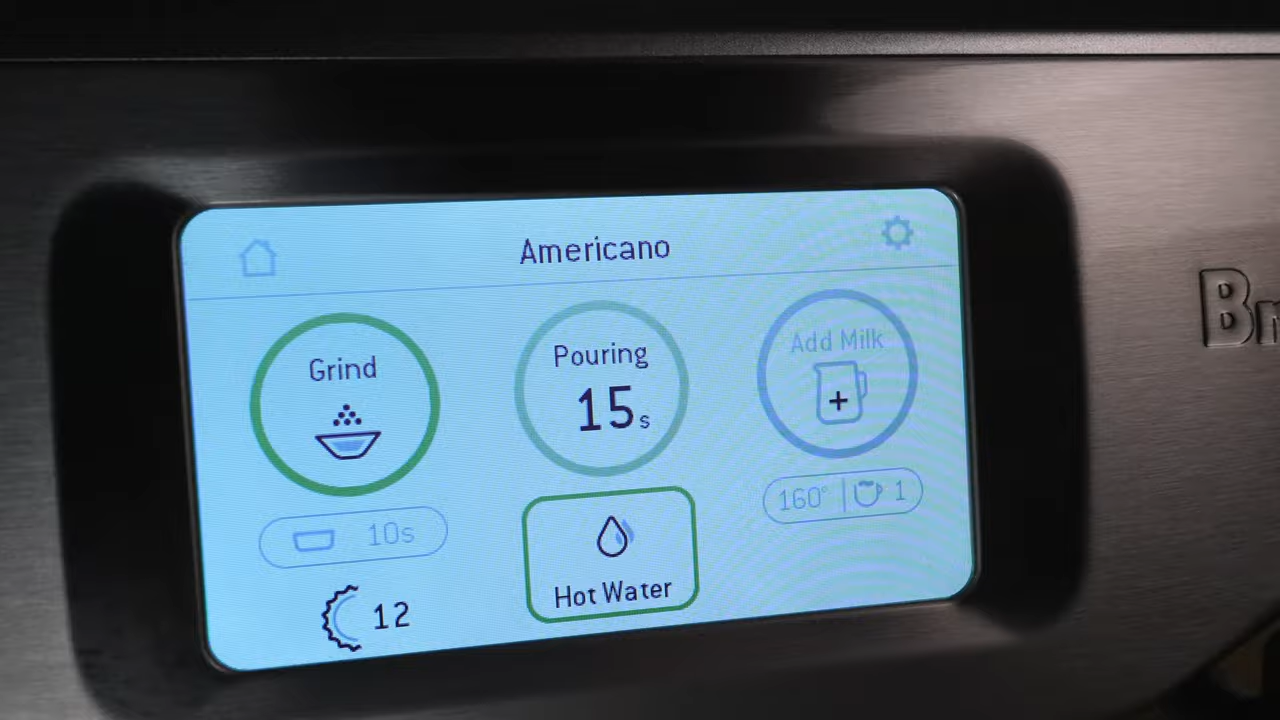 Americano
Grind
Pouring
15s
Add Milk
+
10s
Hot Water
160° | 1
12